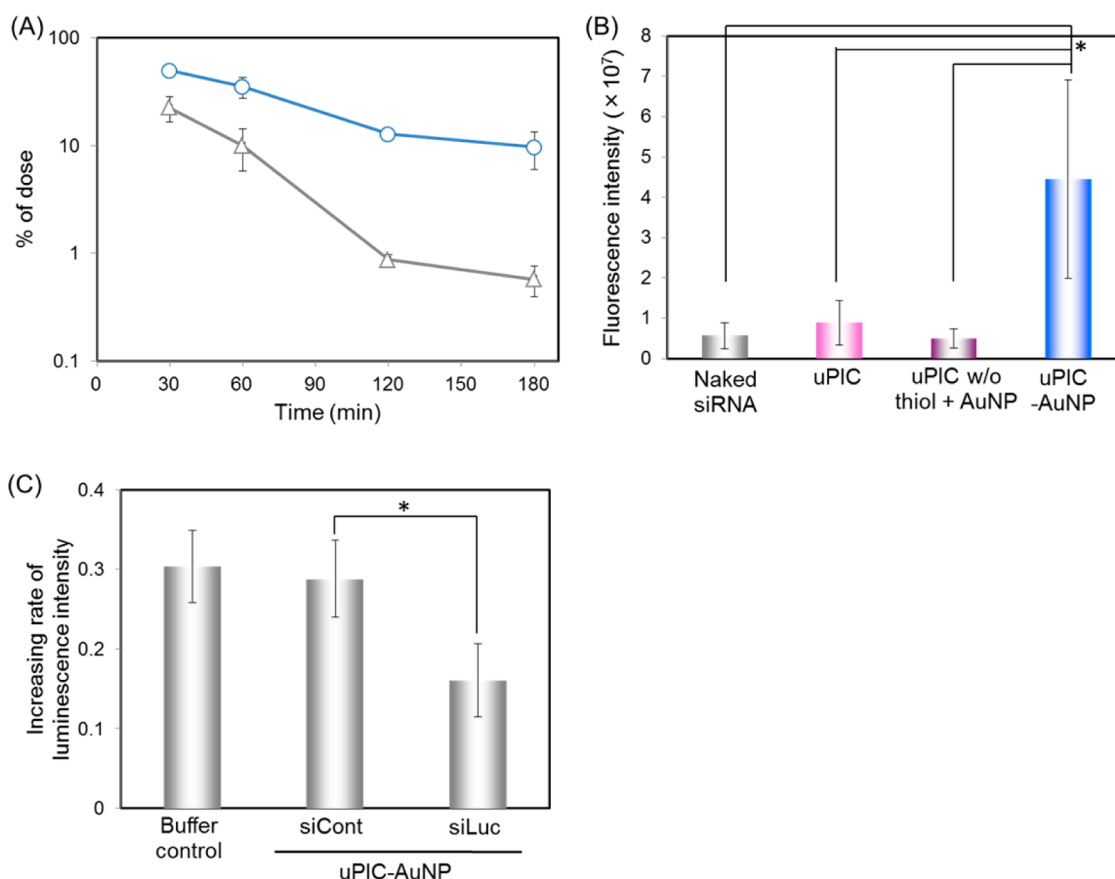 (A)
100
10
1
0.1
% of dose
0 30 60 90 120 150 180
Time (min)
(B)
8
7
6
5
4
3
2
1
0
Fluorescence intensity (× 10⁷)
*
Naked
siRNA
uPIC
uPIC w/o
thiol + AuNP
uPIC
-AuNP
(C)
0.4
0.3
0.2
0.1
0
Increasing rate of
luminescence intensity
*
Buffer
control
siCont
siLuc
uPIC-AuNP